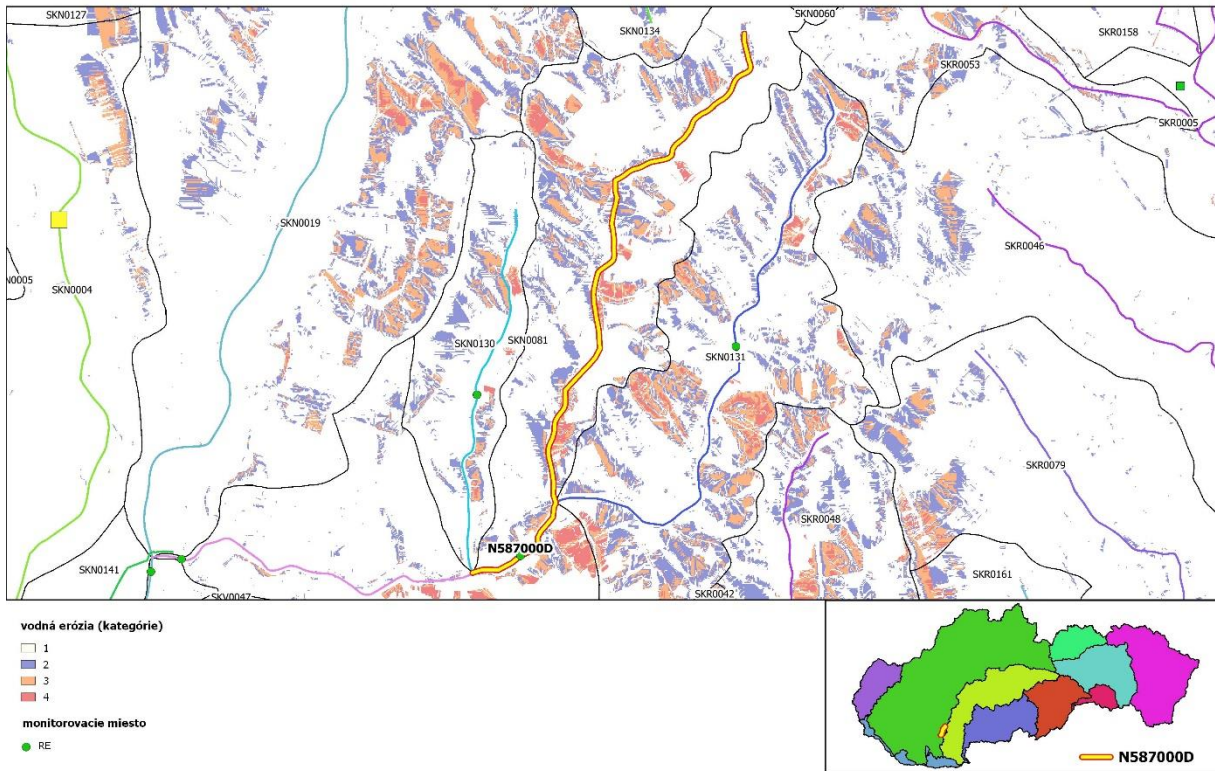 SKN0127
SKN0134
SKN0060
SKR0158
SKR0053
SKR0005
SKN0019
SKR0046
N0005
SKN0004
SKN0130
SKN0081
SKN0131
SKR0079
SKR0048
N587000D
SKN0141
SKR0161
SKV0047
SKR0042
vodná erózia (kategórie)
1
2
3
4
monitorovacie miesto
RE
N587000D